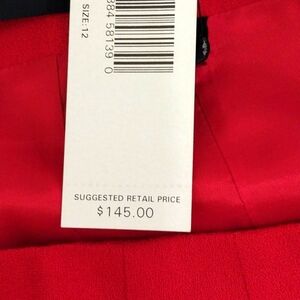 884 58139 0
SIZE: 12
SUGGESTED RETAIL PRICE
$145.00